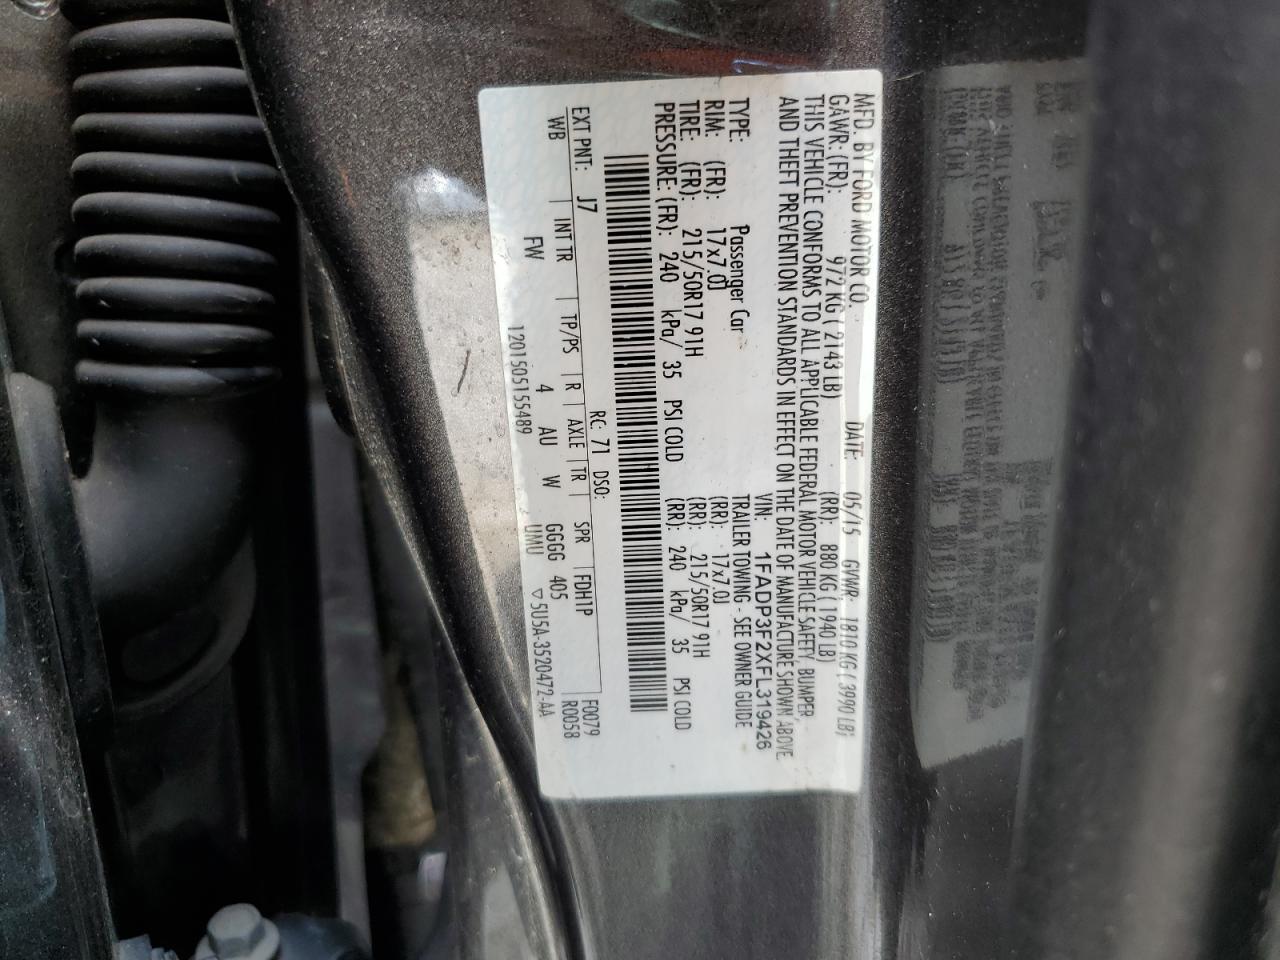 MFD. BY FORD MOTOR CO. DATE: 05/15 GVWR: 1810 KG ( 3990 LB)
GAWR: (FR): 972 KG ( 2143 LB) (RR): 880 KG ( 1940 LB)
THIS VEHICLE CONFORMS TO ALL APPLICABLE FEDERAL MOTOR VEHICLE SAFETY, BUMPER,
AND THEFT PREVENTION STANDARDS IN EFFECT ON THE DATE OF MANUFACTURE SHOWN ABOVE
VIN: 1FADP3F2XFL319426
TYPE: Passenger Car TRAILER TOWING - SEE OWNER GUIDE
RIM: (FR): 17x7.0J (RR): 17x7.0J
TIRE: (FR): 215/50R17 91H (RR): 215/50R17 91H
PRESSURE: (FR): 240 kPa/ 35 PSI COLD (RR): 240 kPa/ 35 PSI COLD
RC: 71 DSO: F0079
EXT PNT: J7 R0058
WB INT TR TP/PS R AXLE TR SPR FDH1P
FW 4 AU W GGGG 405
1201505155489 UMU ▽5U5A-3520472-AA